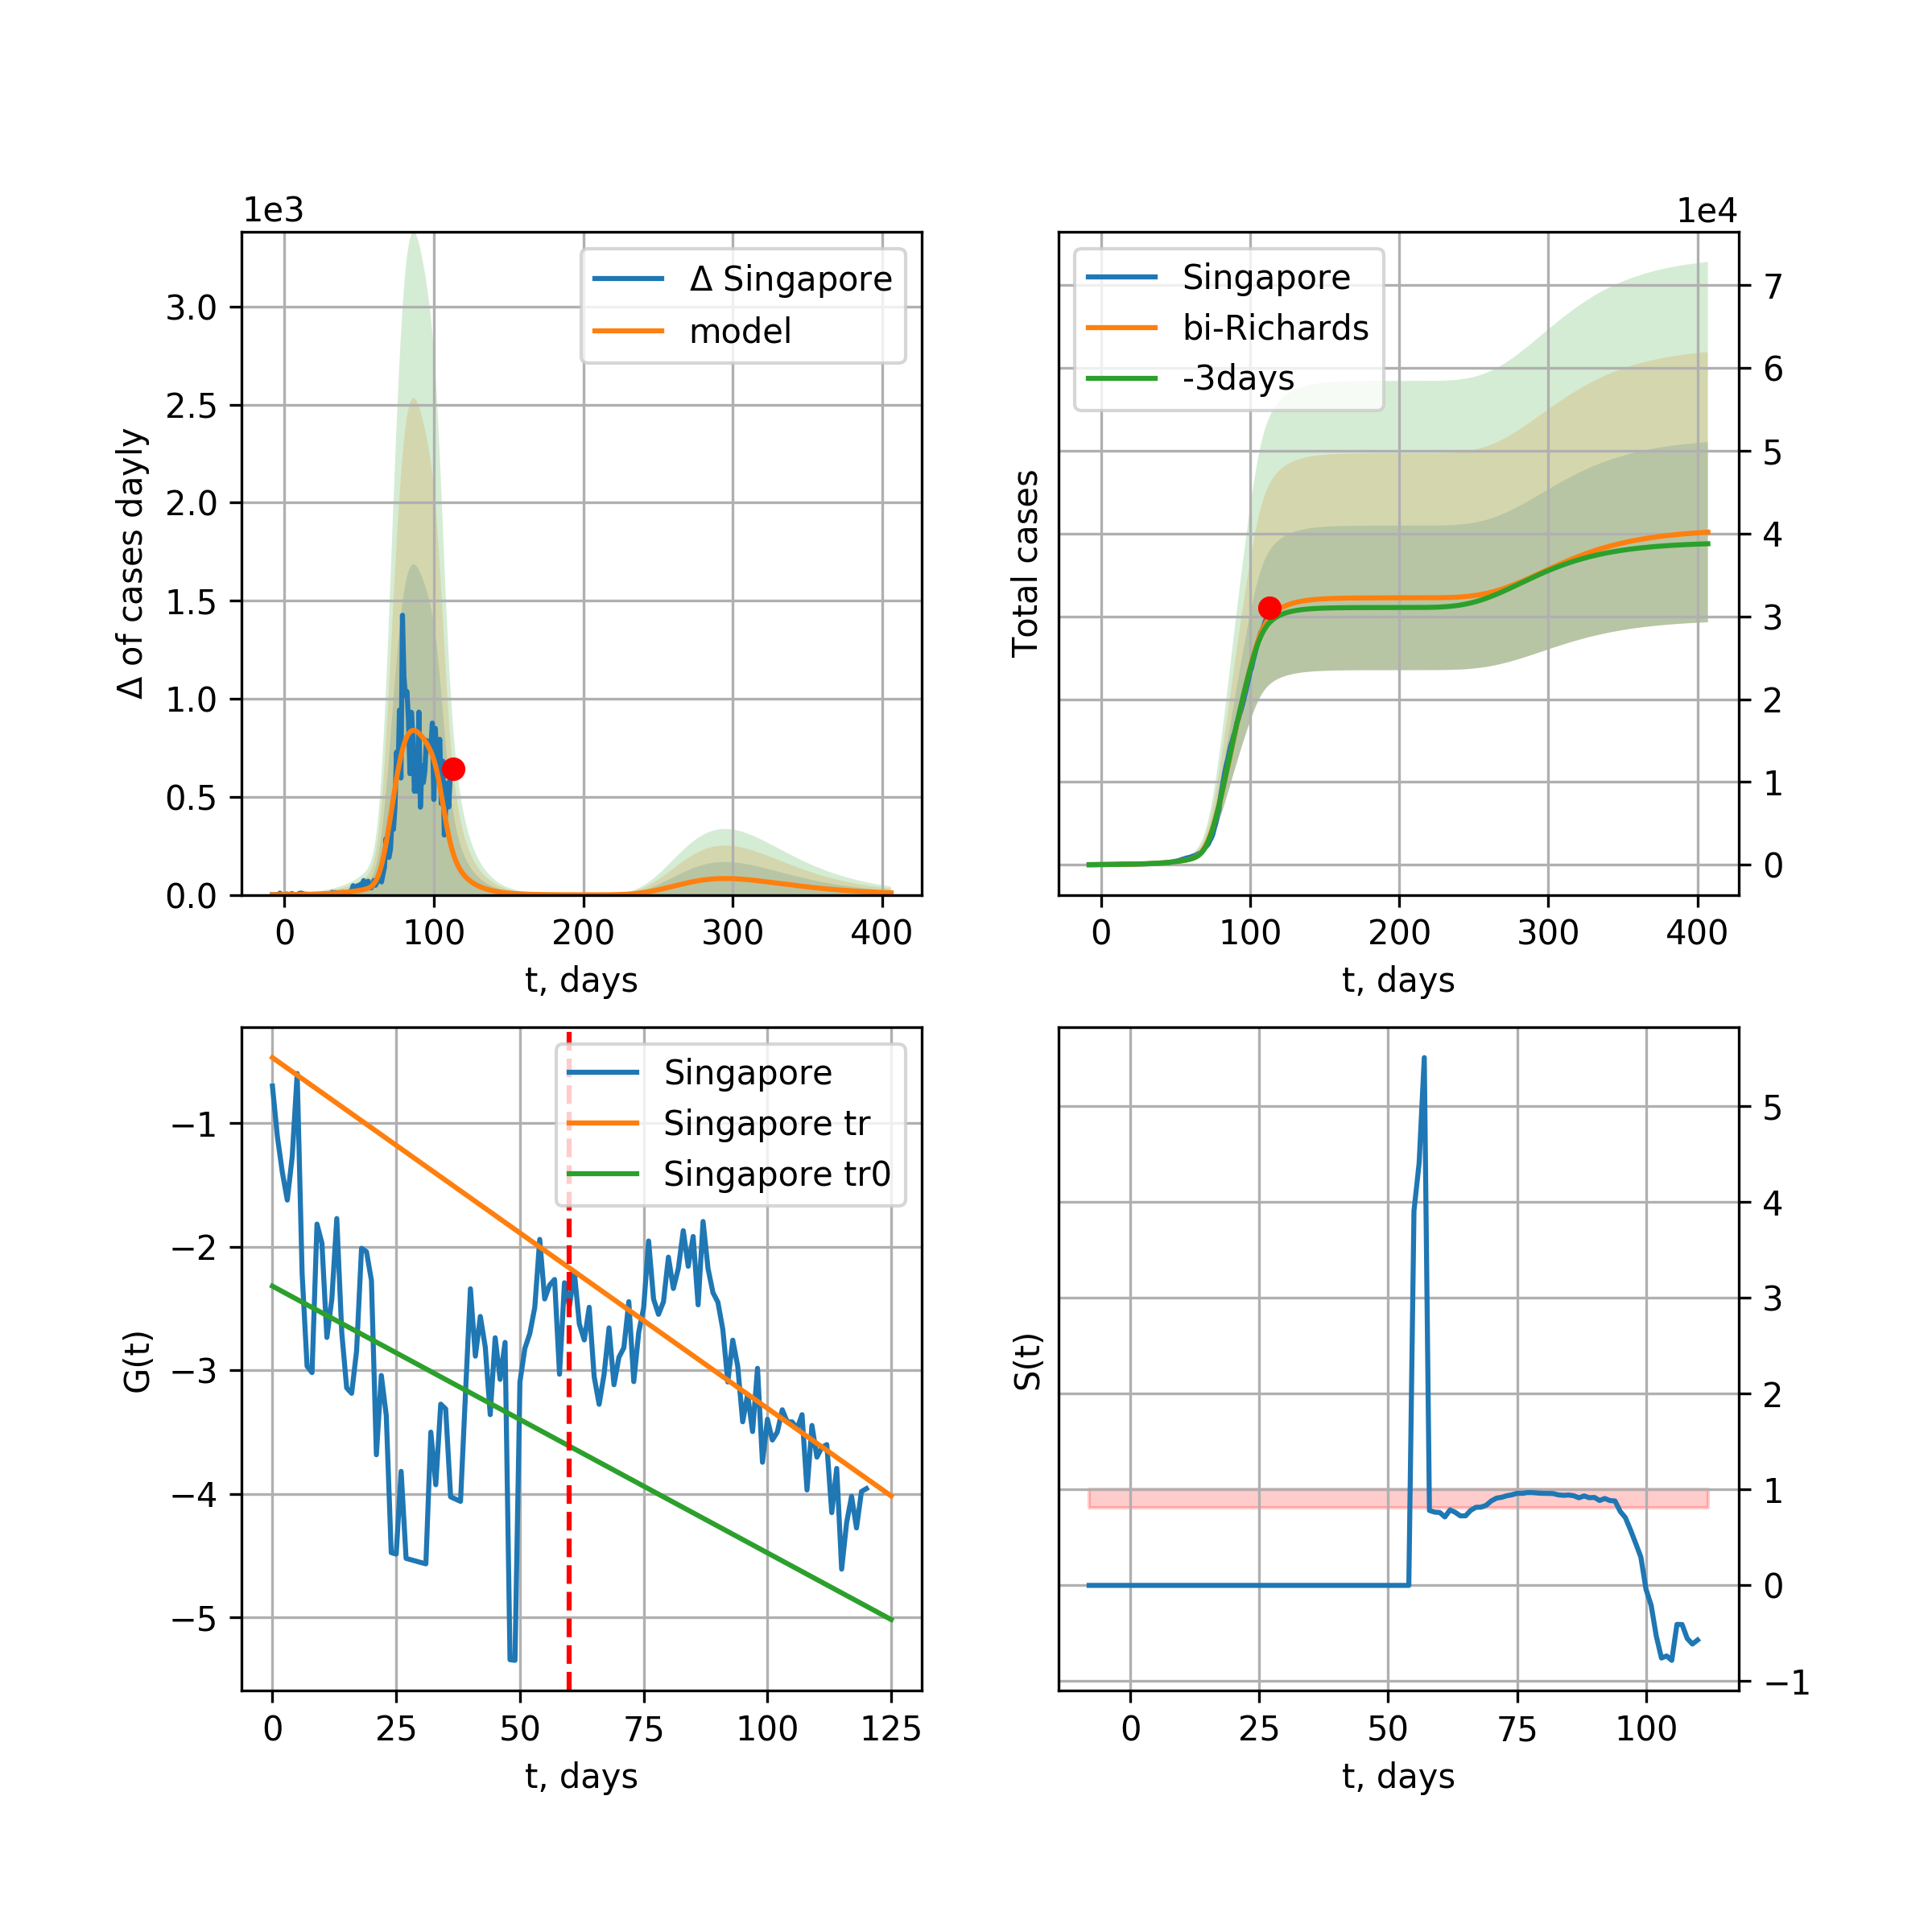 1e3
Δ Singapore
model
3.0
2.5
2.0
1.5
1.0
0.5
0.0
Δ of cases dayly
0 100 200 300 400
t, days
1e4
Singapore
bi-Richards
-3days
7
6
5
4
3
2
1
0
Total cases
0 100 200 300 400
t, days
Singapore
Singapore tr
Singapore tr0
−1
−2
−3
−4
−5
G(t)
0 25 50 75 100 125
t, days
5
4
3
2
1
0
−1
S(t)
0 25 50 75 100
t, days